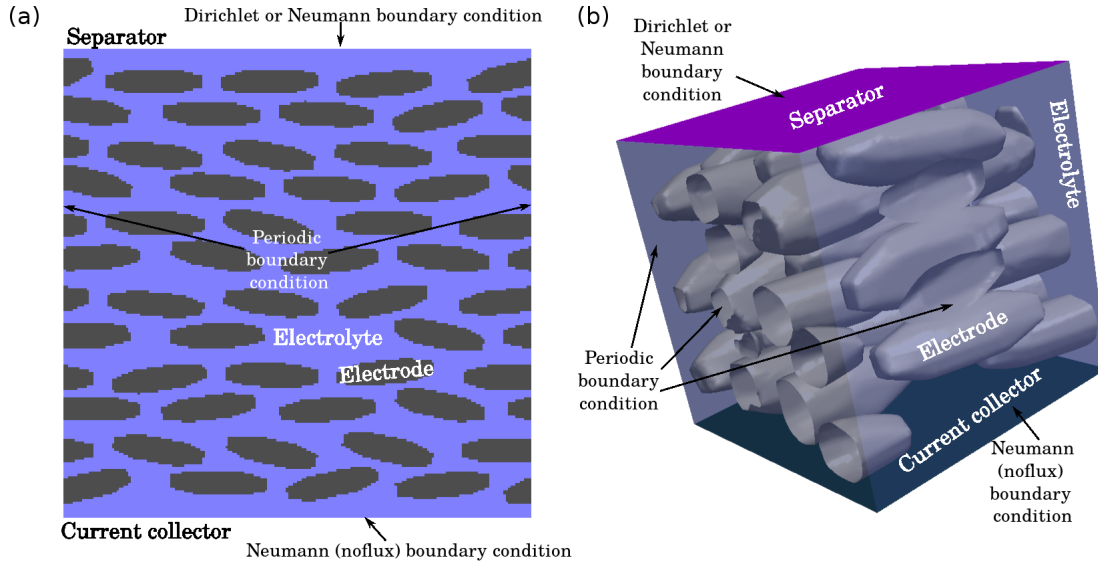 (a)
Dirichlet or Neumann boundary condition
Separator
Periodic
boundary
condition
Electrolyte
Electrode
Current collector
Neumann (noflux) boundary condition
(b)
Dirichlet or
Neumann
boundary
condition
Separator
Electrolyte
Periodic
boundary
condition
Electrode
Current collector
Neumann
(noflux)
boundary
condition